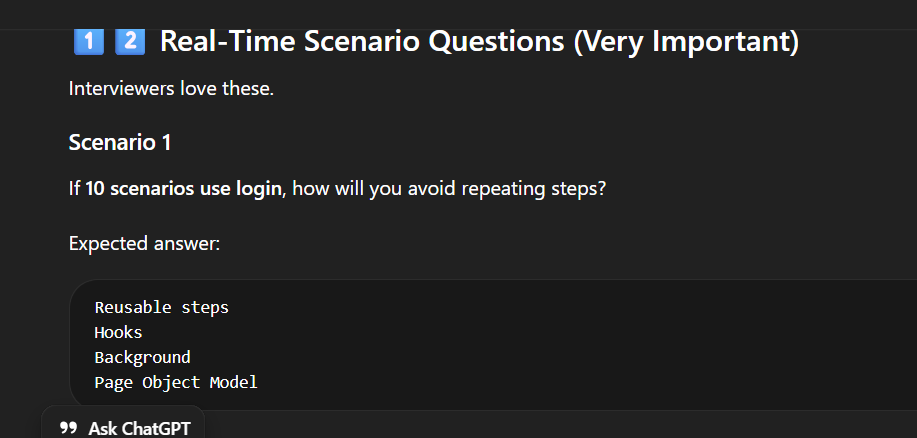 1 2 Real-Time Scenario Questions (Very Important)
Interviewers love these.
Scenario 1
If 10 scenarios use login, how will you avoid repeating steps?
Expected answer:
Reusable steps
Hooks
Background
Page Object Model
Ask ChatGPT